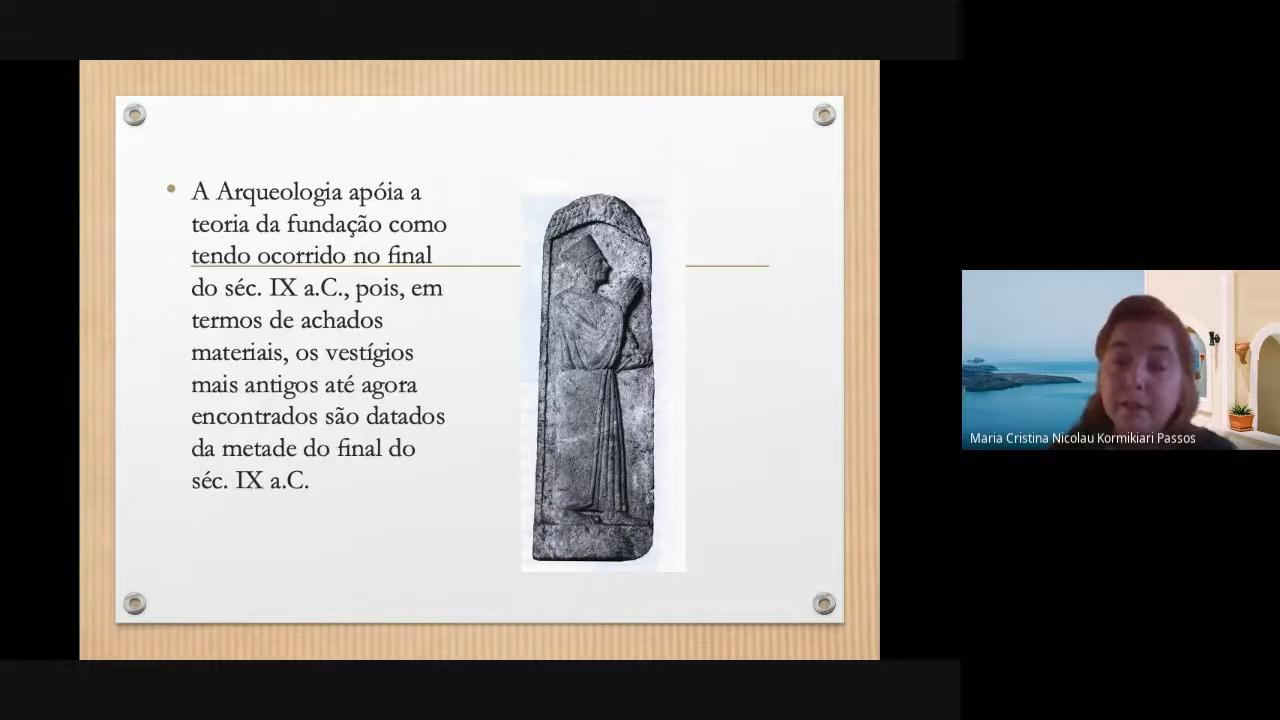 A Arqueologia apóia a
teoria da fundação como
tendo ocorrido no final
do séc. IX a.C., pois, em
termos de achados
materiais, os vestígios
mais antigos até agora
encontrados são datados
da metade do final do
séc. IX a.C.
Maria Cristina Nicolau Kormikiari Passos